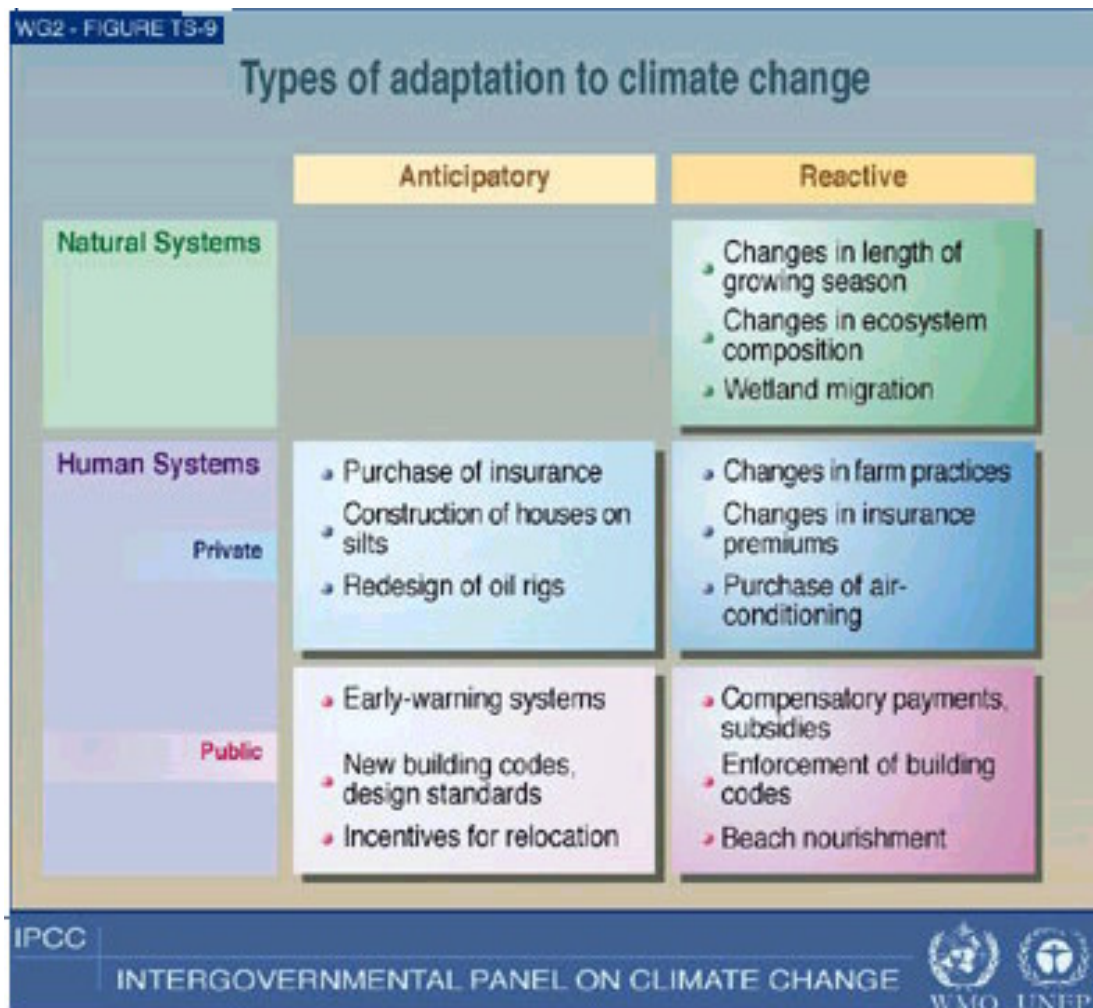 WG2 - FIGURE TS-9
Types of adaptation to climate change
Anticipatory
Reactive
Natural Systems
Changes in length of
growing season
Changes in ecosystem
composition
Wetland migration
Human Systems
Private
Purchase of insurance
Construction of houses on
silts
Redesign of oil rigs
Changes in farm practices
Changes in insurance
premiums
Purchase of air-
conditioning
Public
Early-warning systems
New building codes,
design standards
Incentives for relocation
Compensatory payments,
subsidies
Enforcement of building
codes
Beach nourishment
IPCC
INTERGOVERNMENTAL PANEL ON CLIMATE CHANGE
WMO UNEP